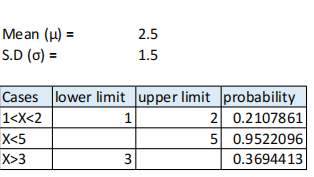 Mean (μ) = 2.5
S.D (σ) = 1.5
Cases lower limit upper limit probability
1<X<2 1 2 0.2107861
X<5 5 0.9522096
X>3 3 0.3694413